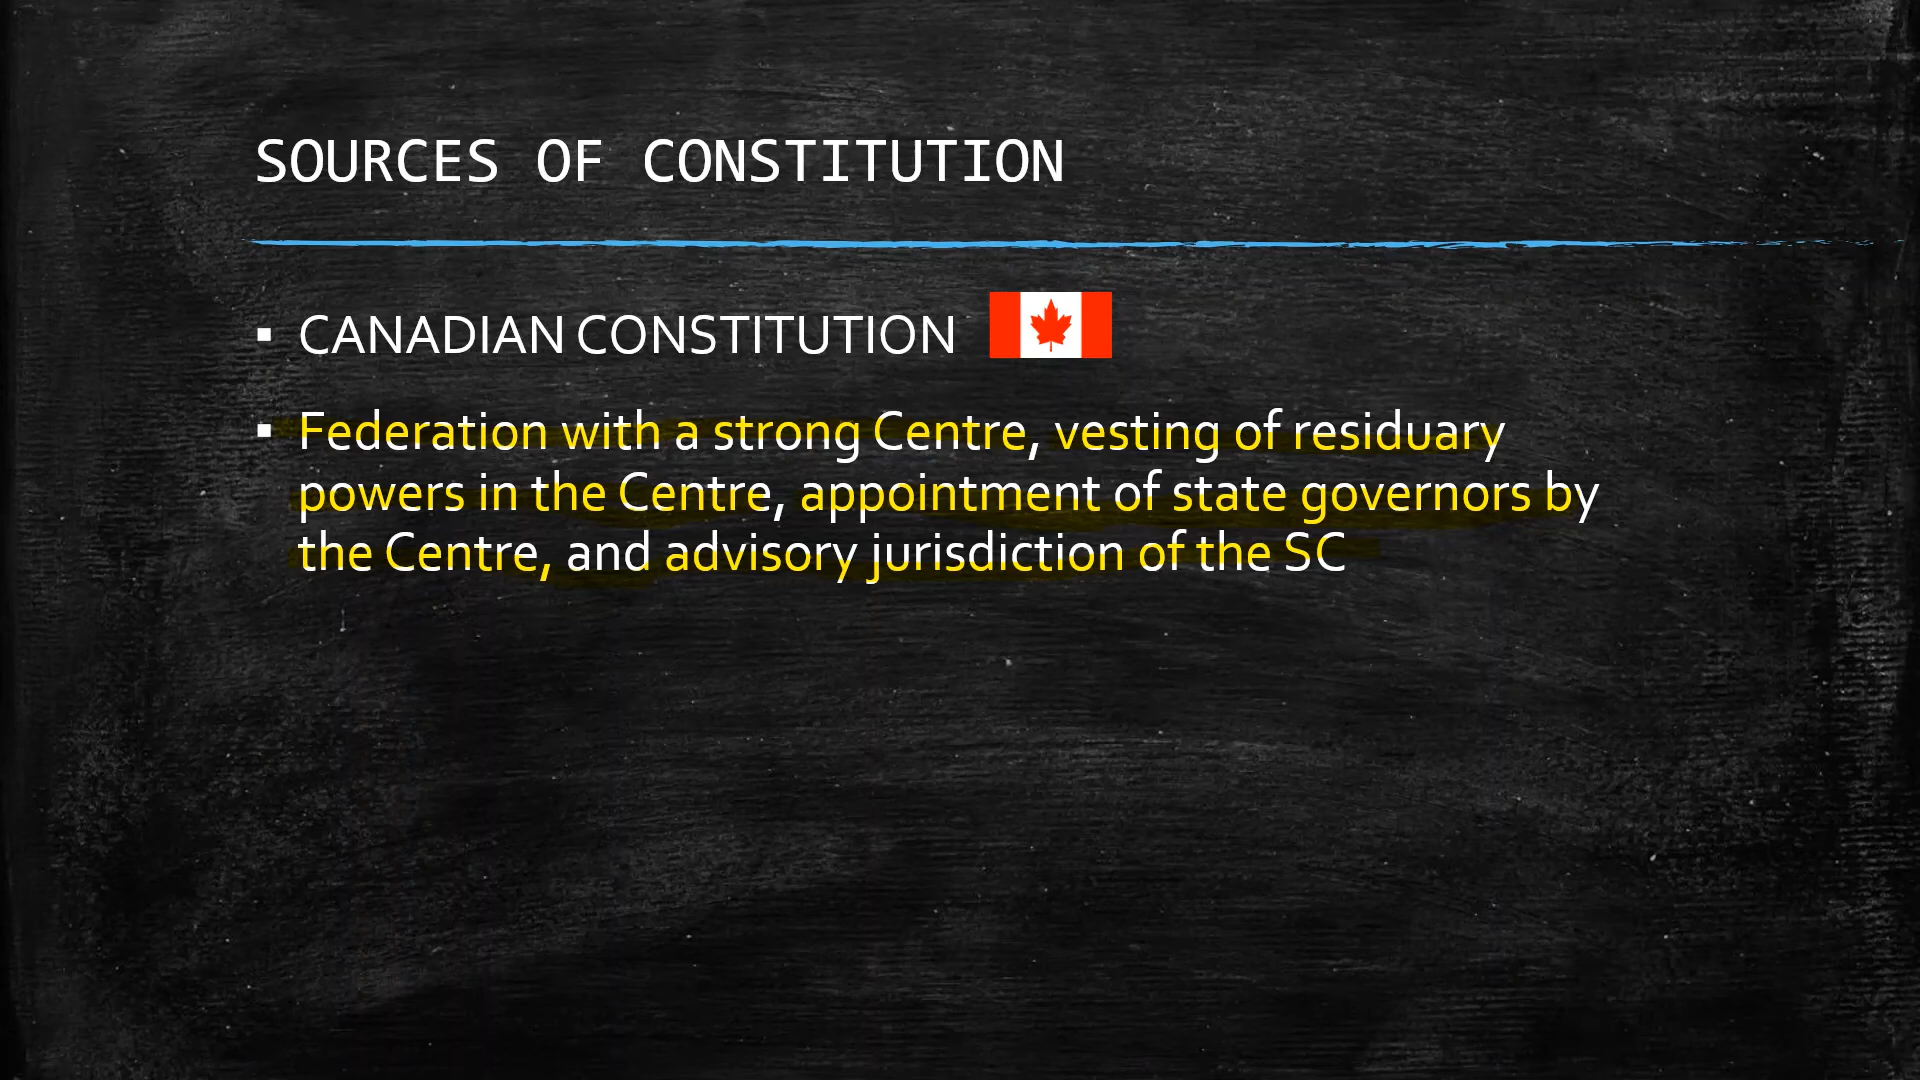 SOURCES OF CONSTITUTION
▪ CANADIAN CONSTITUTION
▪ Federation with a strong Centre, vesting of residuary
powers in the Centre, appointment of state governors by
the Centre, and advisory jurisdiction of the SC